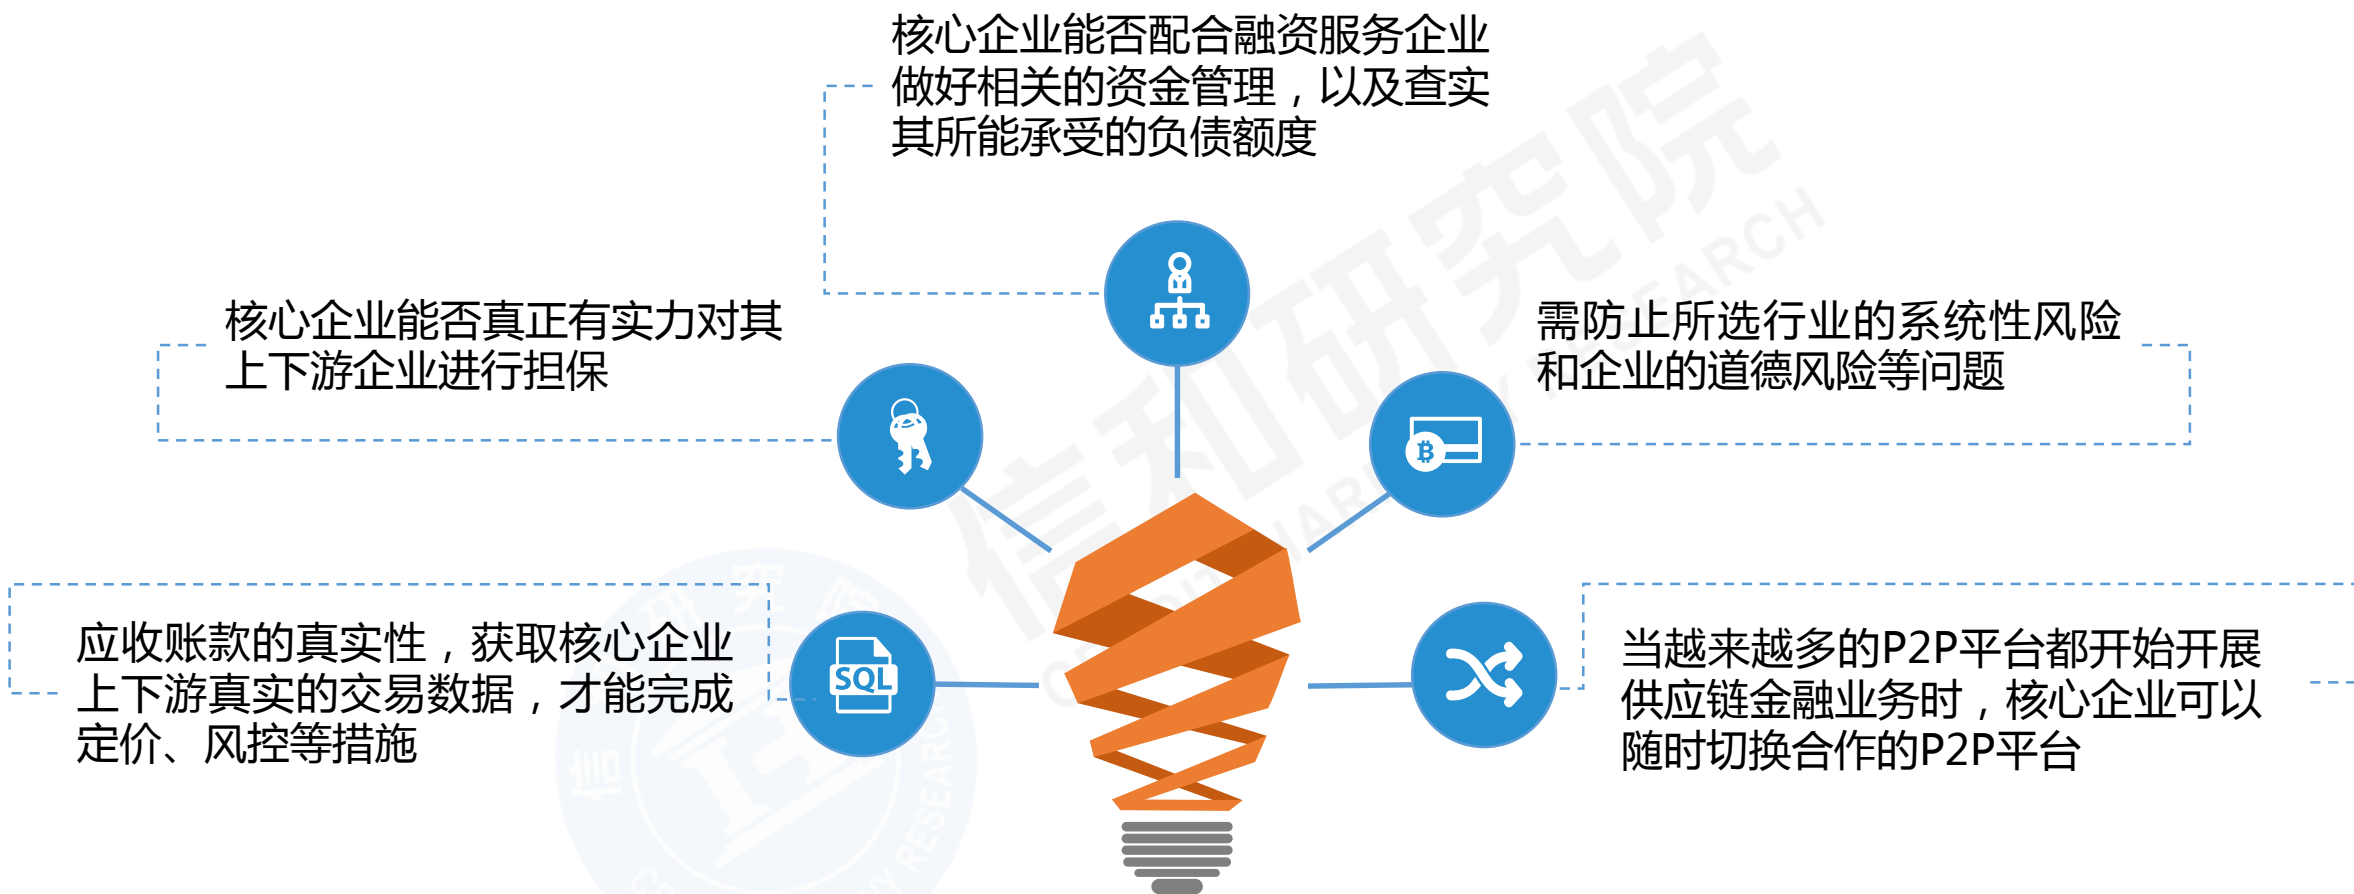 核心企业能否配合融资服务企业
做好相关的资金管理，以及查实
其所能承受的负债额度
核心企业能否真正有实力对其
上下游企业进行担保
需防止所选行业的系统性风险
和企业的道德风险等问题
应收账款的真实性，获取核心企业
上下游真实的交易数据，才能完成
定价、风控等措施
SQL
当越来越多的P2P平台都开始开展
供应链金融业务时，核心企业可以
随时切换合作的P2P平台
信和研究院